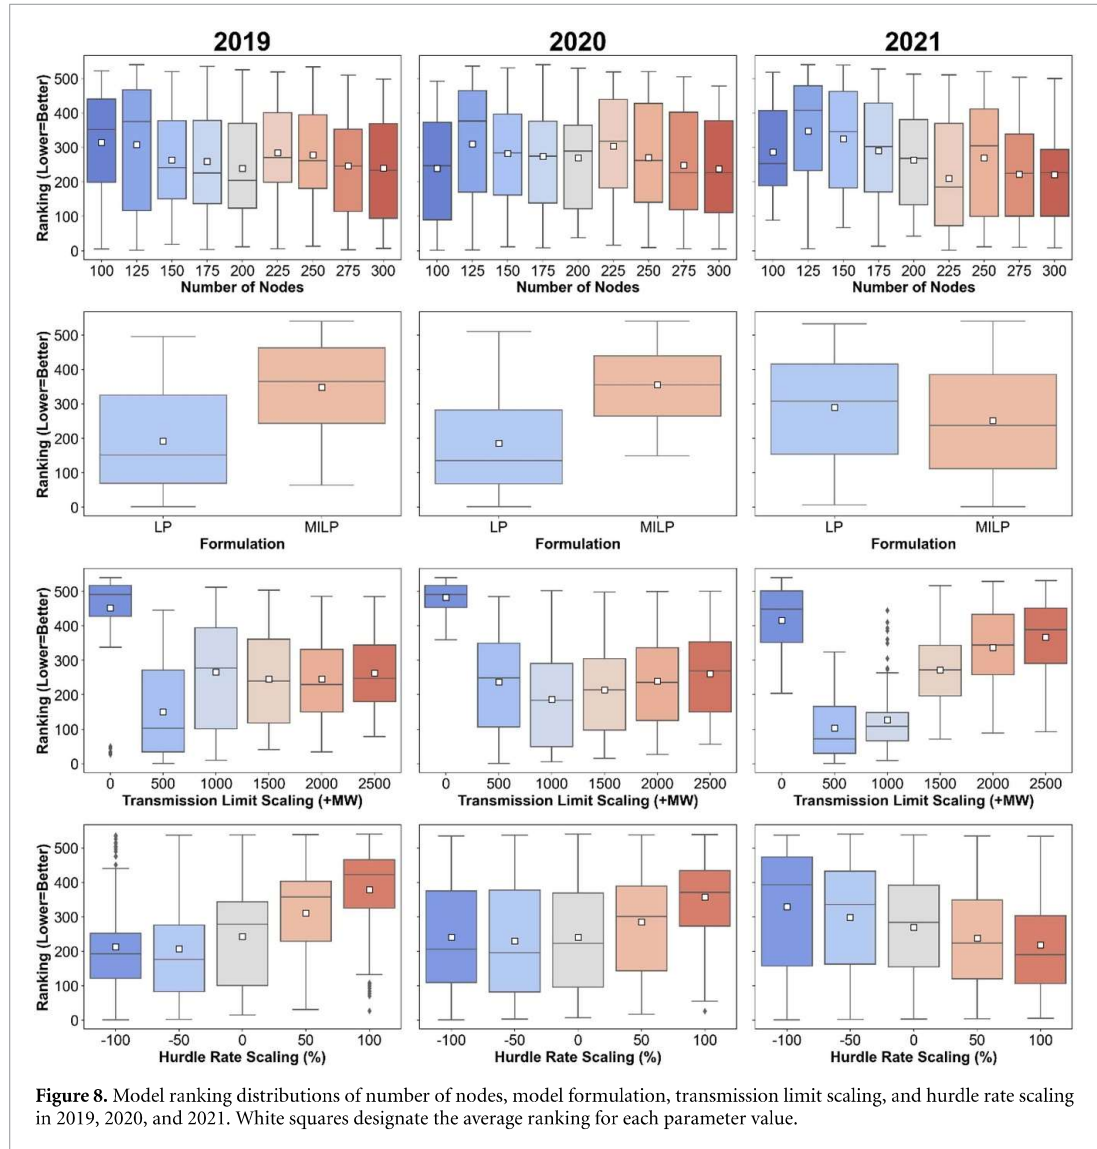 2019 2020 2021
Ranking (Lower=Better)
500
400
300
200
100
0
100 125 150 175 200 225 250 275 300
Number of Nodes
100 125 150 175 200 225 250 275 300
Number of Nodes
100 125 150 175 200 225 250 275 300
Number of Nodes
Ranking (Lower=Better)
500
400
300
200
100
0
LP MILP
Formulation
LP MILP
Formulation
LP MILP
Formulation
Ranking (Lower=Better)
500
400
300
200
100
0
0 500 1000 1500 2000 2500
Transmission Limit Scaling (+MW)
0 500 1000 1500 2000 2500
Transmission Limit Scaling (+MW)
0 500 1000 1500 2000 2500
Transmission Limit Scaling (+MW)
Ranking (Lower=Better)
500
400
300
200
100
0
-100 -50 0 50 100
Hurdle Rate Scaling (%)
-100 -50 0 50 100
Hurdle Rate Scaling (%)
-100 -50 0 50 100
Hurdle Rate Scaling (%)
Figure 8. Model ranking distributions of number of nodes, model formulation, transmission limit scaling, and hurdle rate scaling
in 2019, 2020, and 2021. White squares designate the average ranking for each parameter value.